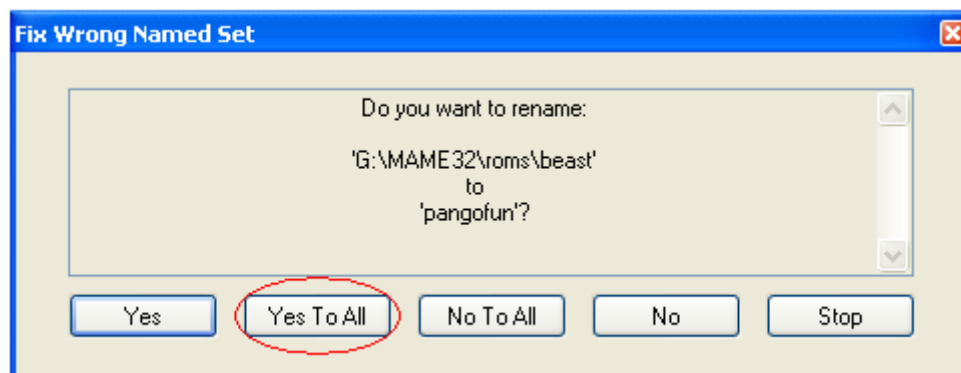 Fix Wrong Named Set
Do you want to rename:
'G:\MAME32\roms\beast'
to
'pangofun'?
Yes
Yes To All
No To All
No
Stop